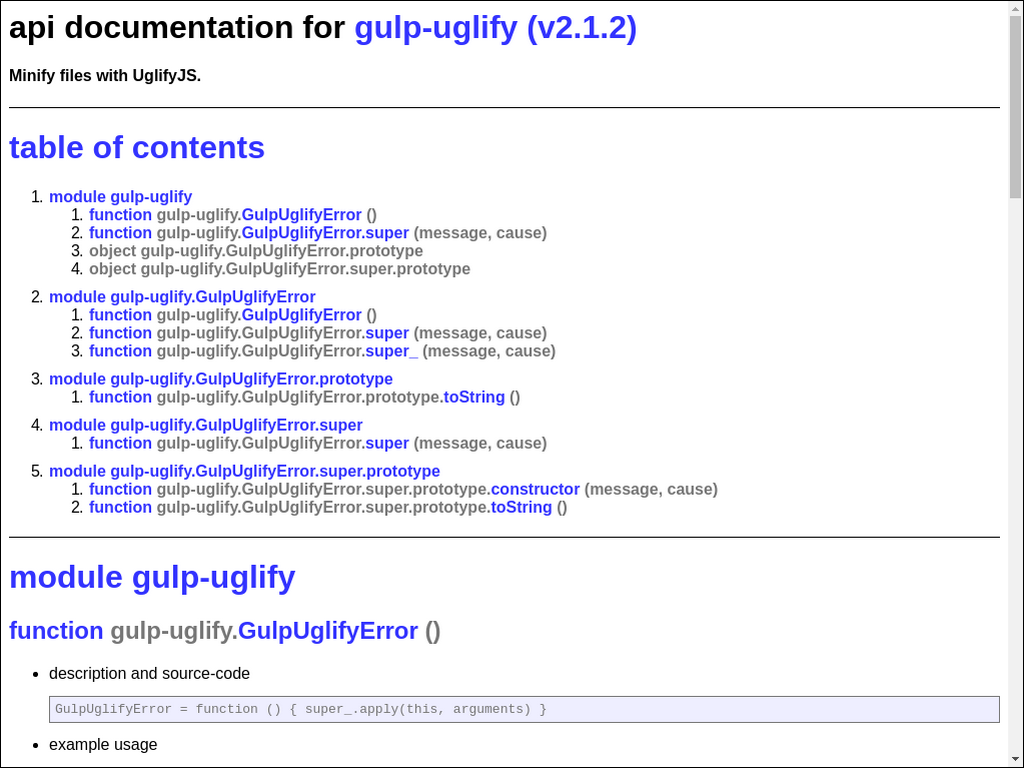 api documentation for gulp-uglify (v2.1.2)
Minify files with UglifyJS.
table of contents
1. module gulp-uglify
1. function gulp-uglify.GulpUglifyError ()
2. function gulp-uglify.GulpUglifyError.super (message, cause)
3. object gulp-uglify.GulpUglifyError.prototype
4. object gulp-uglify.GulpUglifyError.super.prototype
2. module gulp-uglify.GulpUglifyError
1. function gulp-uglify.GulpUglifyError ()
2. function gulp-uglify.GulpUglifyError.super (message, cause)
3. function gulp-uglify.GulpUglifyError.super_ (message, cause)
3. module gulp-uglify.GulpUglifyError.prototype
1. function gulp-uglify.GulpUglifyError.prototype.toString ()
4. module gulp-uglify.GulpUglifyError.super
1. function gulp-uglify.GulpUglifyError.super (message, cause)
5. module gulp-uglify.GulpUglifyError.super.prototype
1. function gulp-uglify.GulpUglifyError.super.prototype.constructor (message, cause)
2. function gulp-uglify.GulpUglifyError.super.prototype.toString ()
module gulp-uglify
function gulp-uglify.GulpUglifyError ()
• description and source-code
GulpUglifyError = function () { super_.apply(this, arguments) }
• example usage